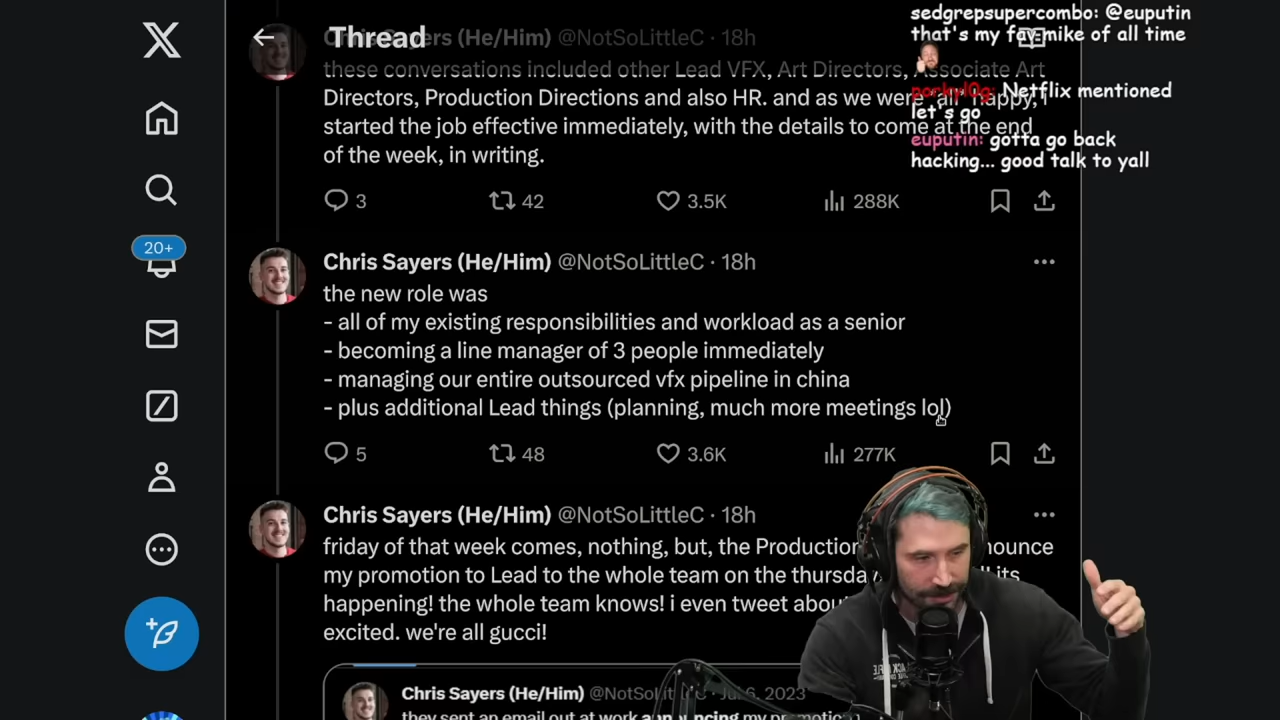 Thread
Chris Sayers (He/Him) @NotSoLittleC · 18h
these conversations included other Lead VFX, Art Directors, Associate Art
Directors, Production Directions and also HR. and as we were "all" happy, i
started the job effective immediately, with the details to come at the end
of the week, in writing.
3 42 3.5K 288K
sedgrepsupercombo: @euputin
that's my fav mike of all time
Netflix mentioned
let's go
euputin: gotta go back
hacking... good talk to yall
20+
Chris Sayers (He/Him) @NotSoLittleC · 18h
the new role was
- all of my existing responsibilities and workload as a senior
- becoming a line manager of 3 people immediately
- managing our entire outsourced vfx pipeline in china
- plus additional Lead things (planning, much more meetings lol)
5 48 3.6K 277K
Chris Sayers (He/Him) @NotSoLittleC · 18h
friday of that week comes, nothing, but, the Production
my promotion to Lead to the whole team on the thursday its
happening! the whole team knows! i even tweet
excited. we're all gucci!
Chris Sayers (He/Him) 6, 2023
they sent an email out at work announcing my promotion